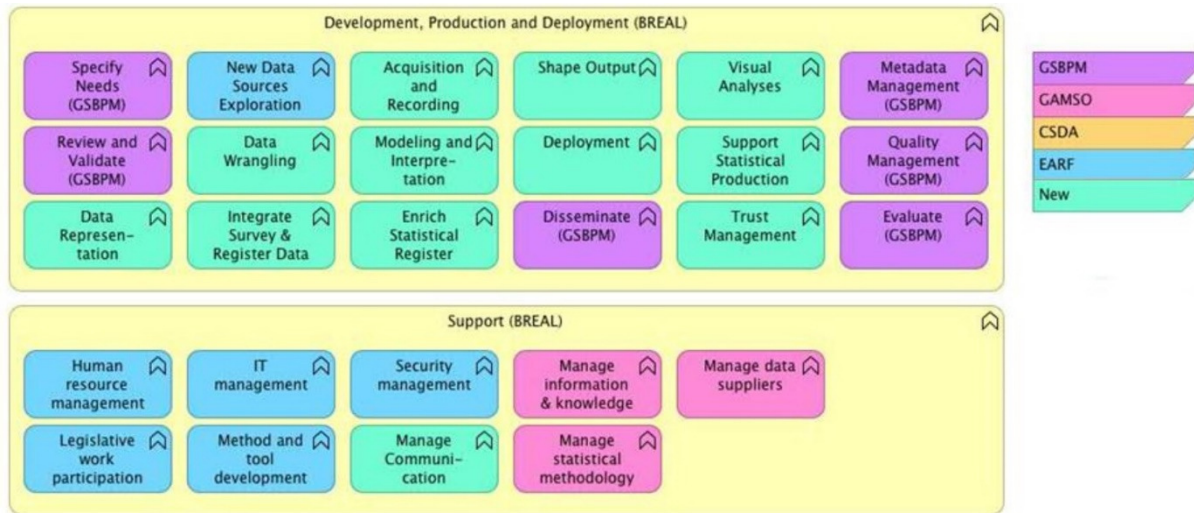 Development, Production and Deployment (BREAL)
Specify
Needs
(GSBPM)
New Data
Sources
Exploration
Acquisition
and
Recording
Shape Output
Visual
Analyses
Metadata
Management
(GSBPM)
Review and
Validate
(GSBPM)
Data
Wrangling
Modeling and
Interpre-
tation
Deployment
Support
Statistical
Production
Quality
Management
(GSBPM)
Data
Represen-
tation
Integrate
Survey &
Register Data
Enrich
Statistical
Register
Disseminate
(GSBPM)
Trust
Management
Evaluate
(GSBPM)
Support (BREAL)
Human
resource
management
IT
management
Security
management
Manage
information
& knowledge
Manage data
suppliers
Legislative
work
participation
Method and
tool
development
Manage
Communi-
cation
Manage
statistical
methodology
GSBPM
GAMSO
CSDA
EARF
New